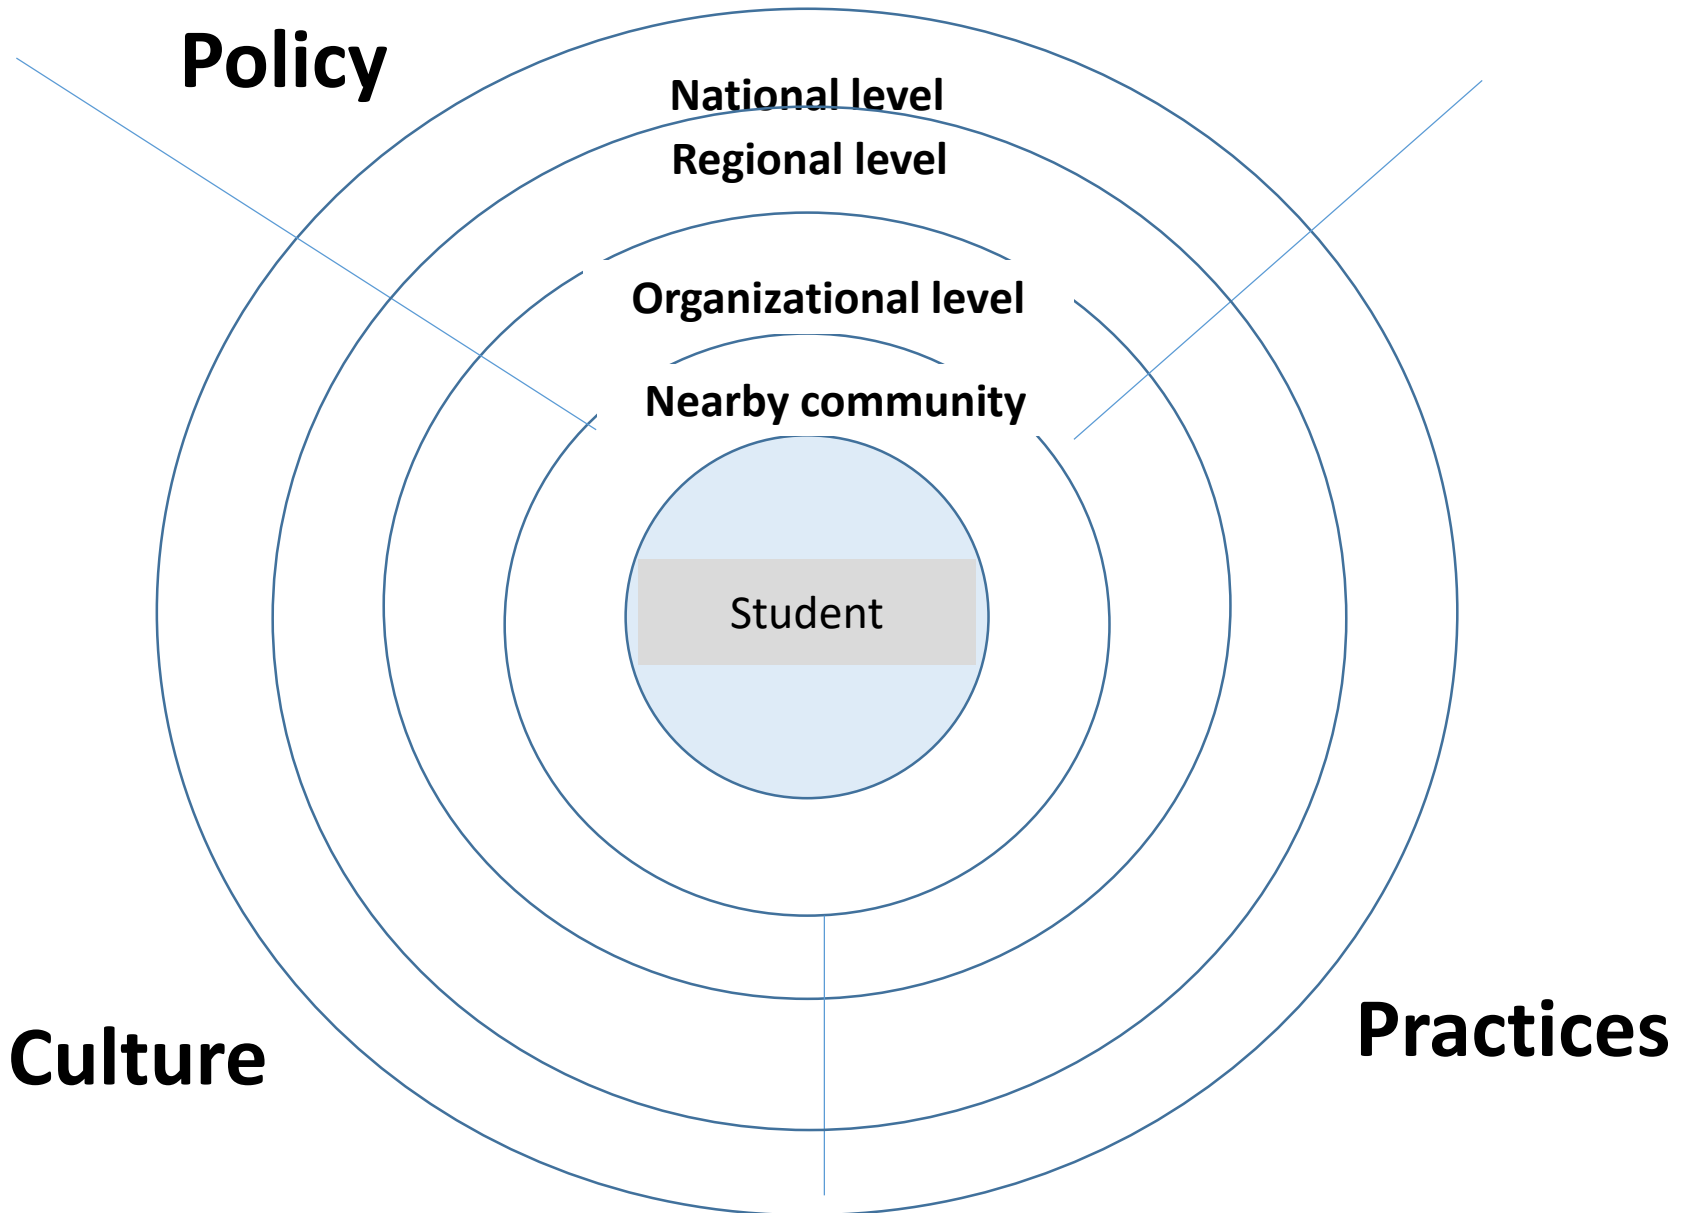 Policy
National level
Regional level
Organizational level
Nearby community
Student
Practices
Culture